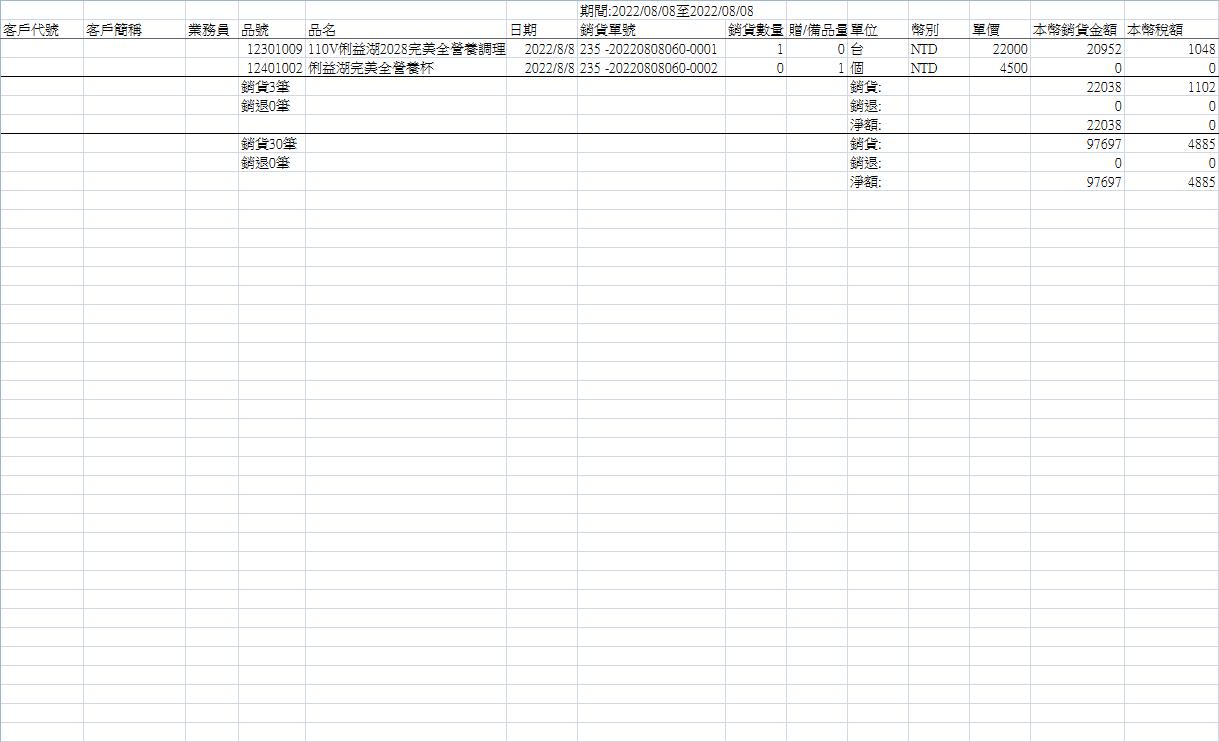 期間:2022/08/08至2022/08/08
客戶代號 客戶簡稱 業務員 品號 品名 日期 銷貨單號 銷貨數量 贈/備品量 單位 幣別 單價 本幣銷貨金額 本幣稅額
12301009 110V俐益湖2028完美全營養調理 2022/8/8 235 -20220808060-0001 1 0 台 NTD 22000 20952 1048
12401002 俐益湖完美全營養杯 2022/8/8 235 -20220808060-0002 0 1 個 NTD 4500 0 0
銷貨3筆 銷貨: 22038 1102
銷退0筆 銷退: 0 0
淨額: 22038 0
銷貨30筆 銷貨: 97697 4885
銷退0筆 銷退: 0 0
淨額: 97697 4885